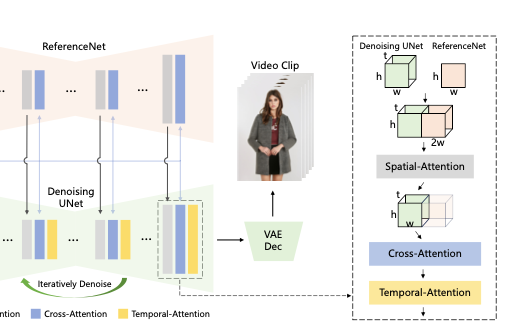 ReferenceNet
...
...
...
Denoising
UNet
...
...
...
Iteratively Denoise
Cross-Attention
Temporal-Attention
Video Clip
VAE
Dec
Denoising UNet
ReferenceNet
t
h
w
h
w
t
h
2w
Spatial-Attention
t
h
w
Cross-Attention
Temporal-Attention